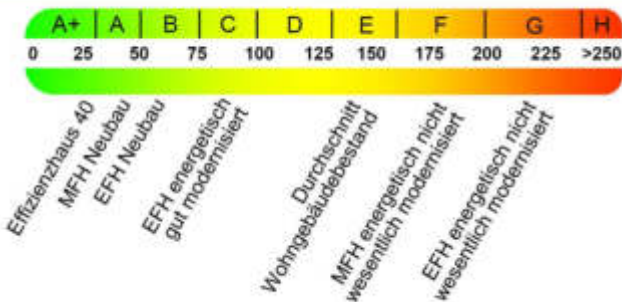 A+ A B C D E F G H
0 25 50 75 100 125 150 175 200 225 >250
Effizienzhaus 40
MFH Neubau
EFH Neubau
EFH energetisch
gut modernisiert
Durchschnitt
Wohngebäudebestand
MFH energetisch nicht
wesentlich modernisiert
EFH energetisch nicht
wesentlich modernisiert